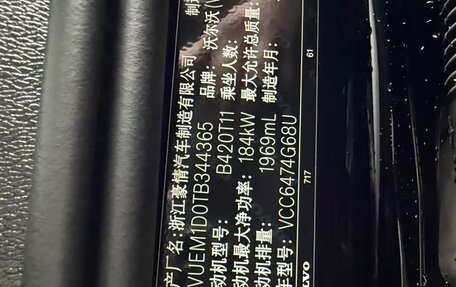 产厂名:浙江豪情汽车制造有限公司
VUEM1D0TB344365 品牌:沃尔沃(
动机型号: B420T11 乘坐人数:
动机最大净功率: 184kW 最大允许总质量:
动机排量: 1969mL 制造年月:
车型号: VCC6474G68U
717 61
LVO